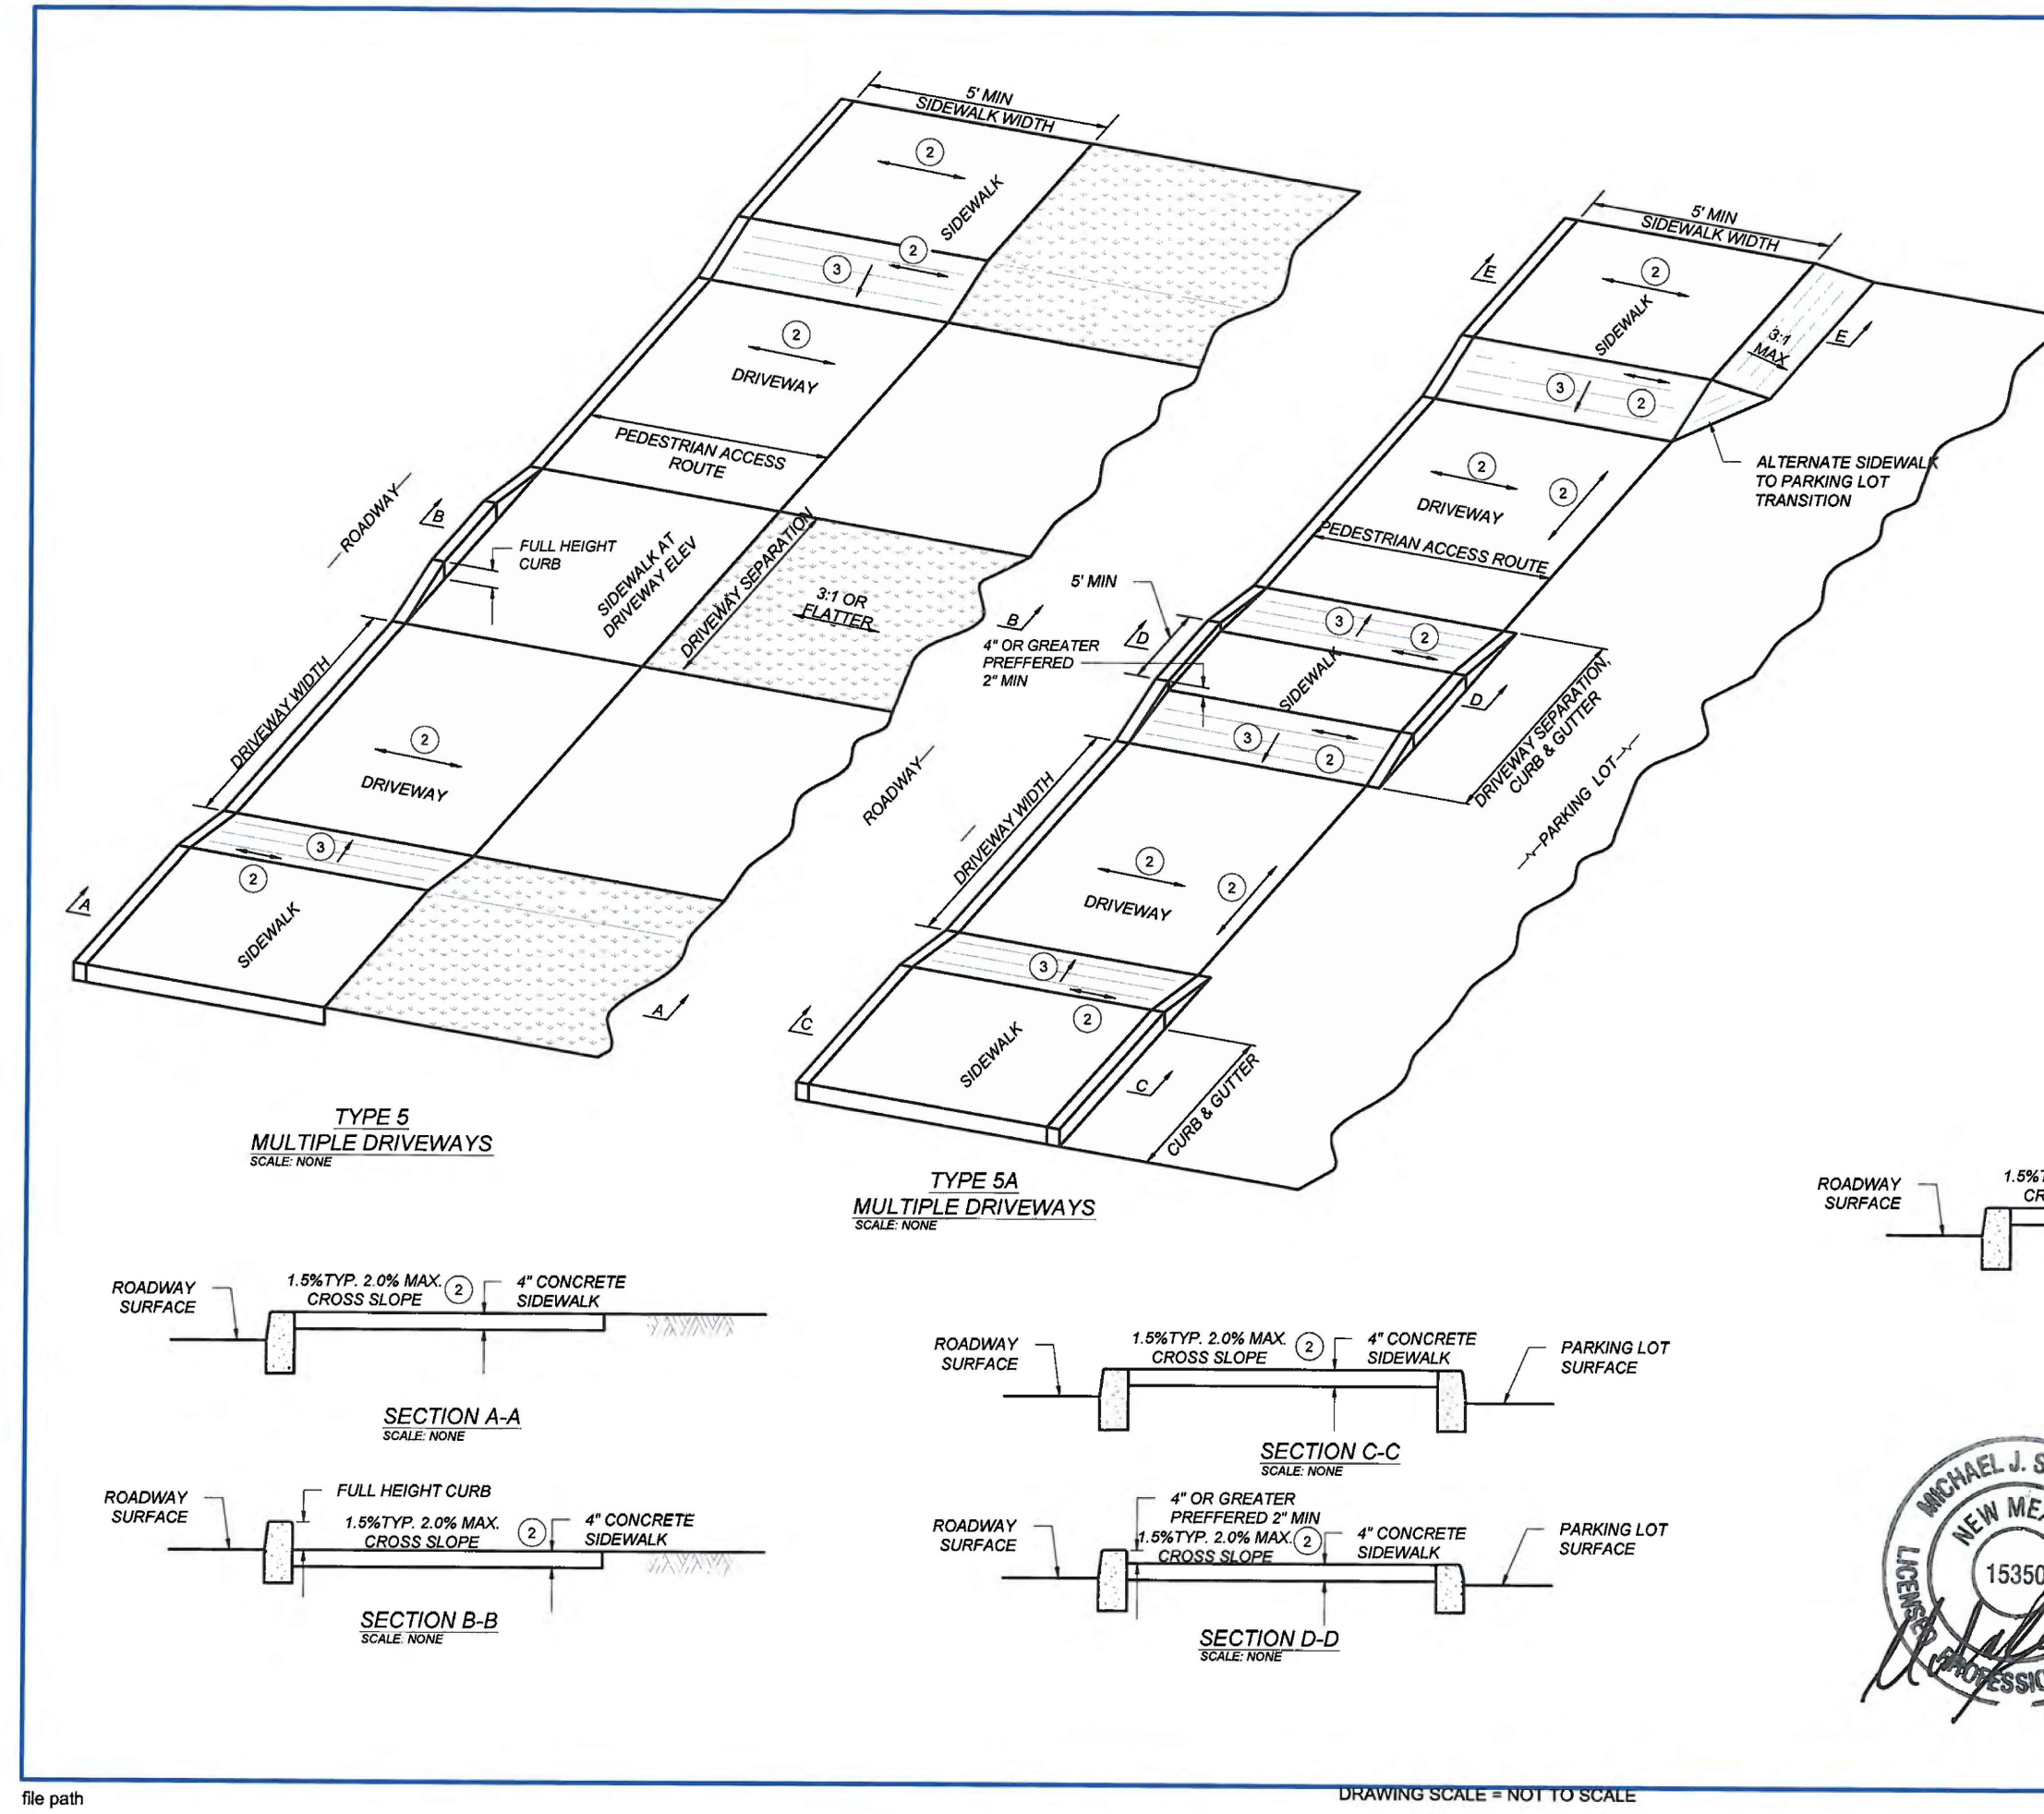 5' MIN
SIDEWALK WIDTH
2
SIDEWALK
2
3
2
DRIVEWAY
PEDESTRIAN ACCESS
ROUTE
ROADWAY
B
FULL HEIGHT
CURB
SIDEWALK AT
DRIVEWAY ELEV
DRIVEWAY SEPARATION
3:1 OR
FLATTER
B
DRIVEWAY WIDTH
2
DRIVEWAY
3
2
A
SIDEWALK
A
TYPE 5
MULTIPLE DRIVEWAYS
SCALE: NONE
5' MIN
SIDEWALK WIDTH
E
2
SIDEWALK
3:1
MAX
E
3
2
ALTERNATE SIDEWALK
TO PARKING LOT
TRANSITION
2
2
DRIVEWAY
PEDESTRIAN ACCESS ROUTE
5' MIN
D
4" OR GREATER
PREFFERED
2" MIN
3
2
SIDEWALK
D
3
2
DRIVEWAY SEPARATION,
CURB & GUTTER
PARKING LOT
ROADWAY
DRIVEWAY WIDTH
2
2
DRIVEWAY
3
2
C
SIDEWALK
C
CURB & GUTTER
TYPE 5A
MULTIPLE DRIVEWAYS
SCALE: NONE
ROADWAY
SURFACE
1.5%TYP. 2.0% MAX.
CROSS SLOPE
2
4" CONCRETE
SIDEWALK
SECTION A-A
SCALE: NONE
ROADWAY
SURFACE
FULL HEIGHT CURB
1.5%TYP. 2.0% MAX.
CROSS SLOPE
2
4" CONCRETE
SIDEWALK
SECTION B-B
SCALE: NONE
ROADWAY
SURFACE
1.5%TYP. 2.0% MAX.
CROSS SLOPE
2
4" CONCRETE
SIDEWALK
PARKING LOT
SURFACE
SECTION C-C
SCALE: NONE
ROADWAY
SURFACE
4" OR GREATER
PREFFERED 2" MIN
1.5%TYP. 2.0% MAX.
CROSS SLOPE
2
4" CONCRETE
SIDEWALK
PARKING LOT
SURFACE
SECTION D-D
SCALE: NONE
ROADWAY
SURFACE
1.5%
CR
MICHAEL J. S
NEW ME
15350
LICENSED PROFESSIO
file path
DRAWING SCALE = NOT TO SCALE